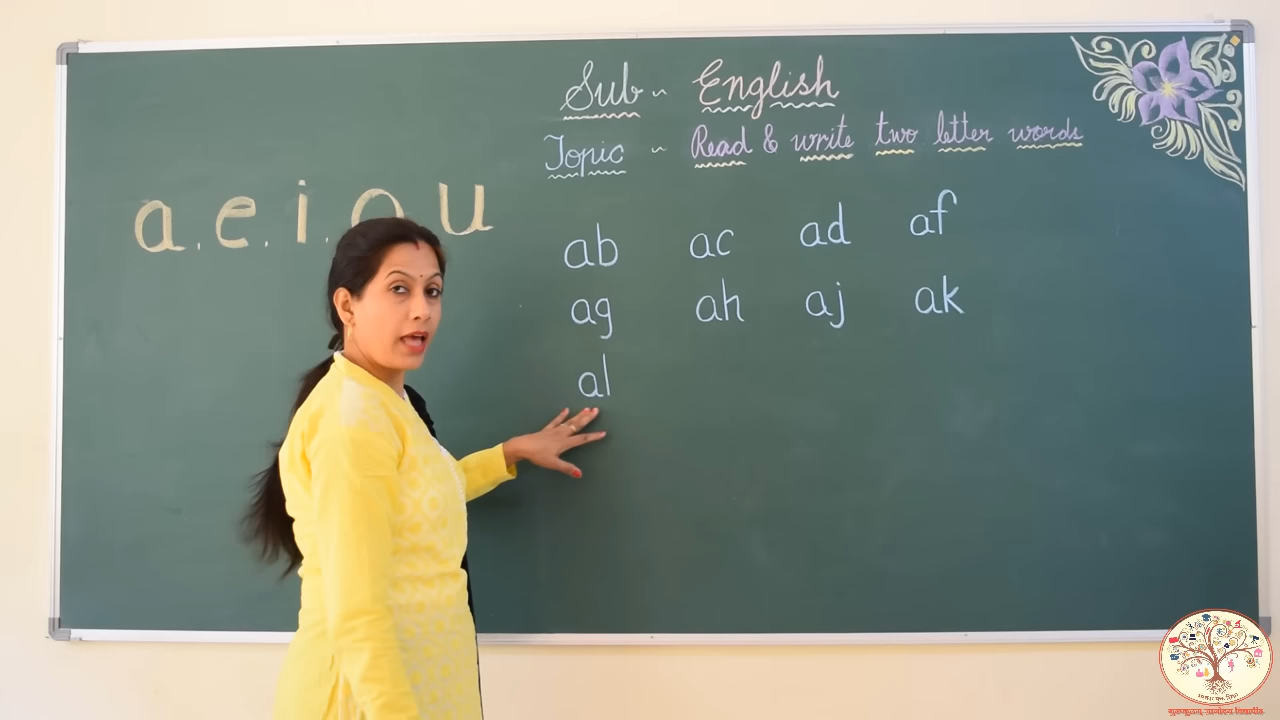 Sub ~ English
Topic ~ Read & write two letter words
a. e. i. o u
ab ac ad af
ag ah aj ak
al